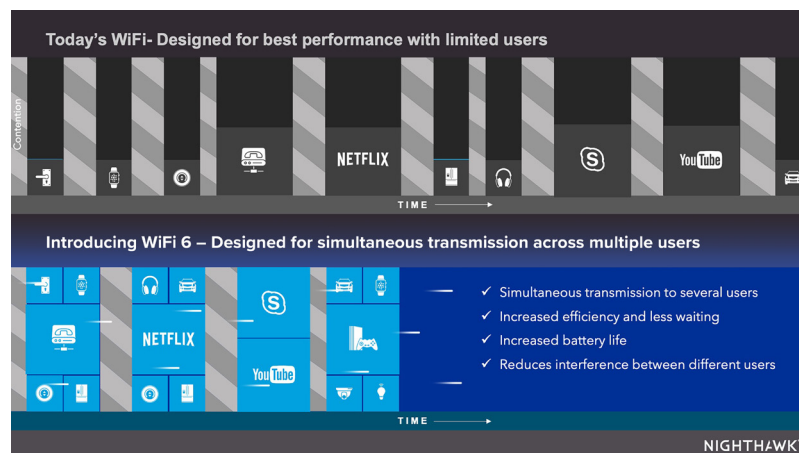 Today's WiFi- Designed for best performance with limited users
Contention
NETFLIX
S
YouTube
TIME
Introducing WiFi 6 – Designed for simultaneous transmission across multiple users
NETFLIX
S
YouTube
✓ Simultaneous transmission to several users
✓ Increased efficiency and less waiting
✓ Increased battery life
✓ Reduces interference between different users
TIME
NIGHTHAWK